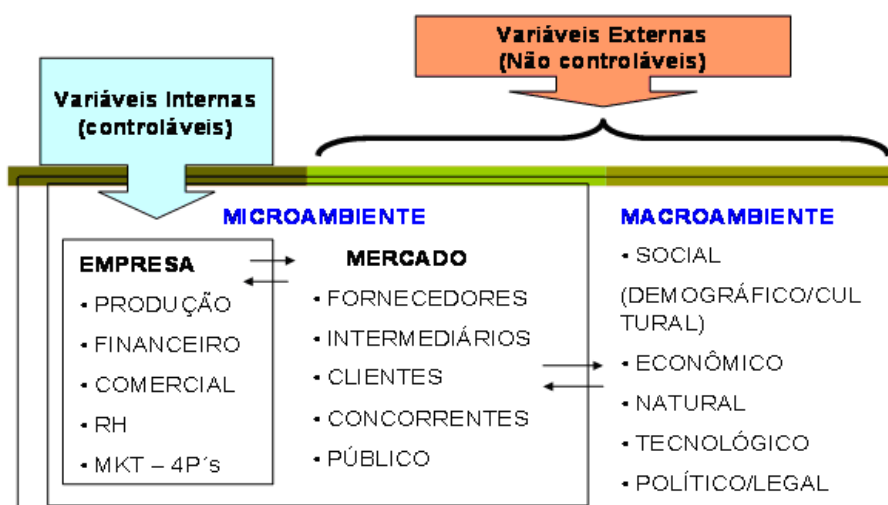 Variáveis Externas
(Não controláveis)
Variáveis Internas
(controláveis)
MICROAMBIENTE
MACROAMBIENTE
EMPRESA
• PRODUÇÃO
• FINANCEIRO
• COMERCIAL
• RH
• MKT – 4P´s
MERCADO
• FORNECEDORES
• INTERMEDIÁRIOS
• CLIENTES
• CONCORRENTES
• PÚBLICO
• SOCIAL
(DEMOGRÁFICO/CUL
TURAL)
• ECONÔMICO
• NATURAL
• TECNOLÓGICO
• POLÍTICO/LEGAL